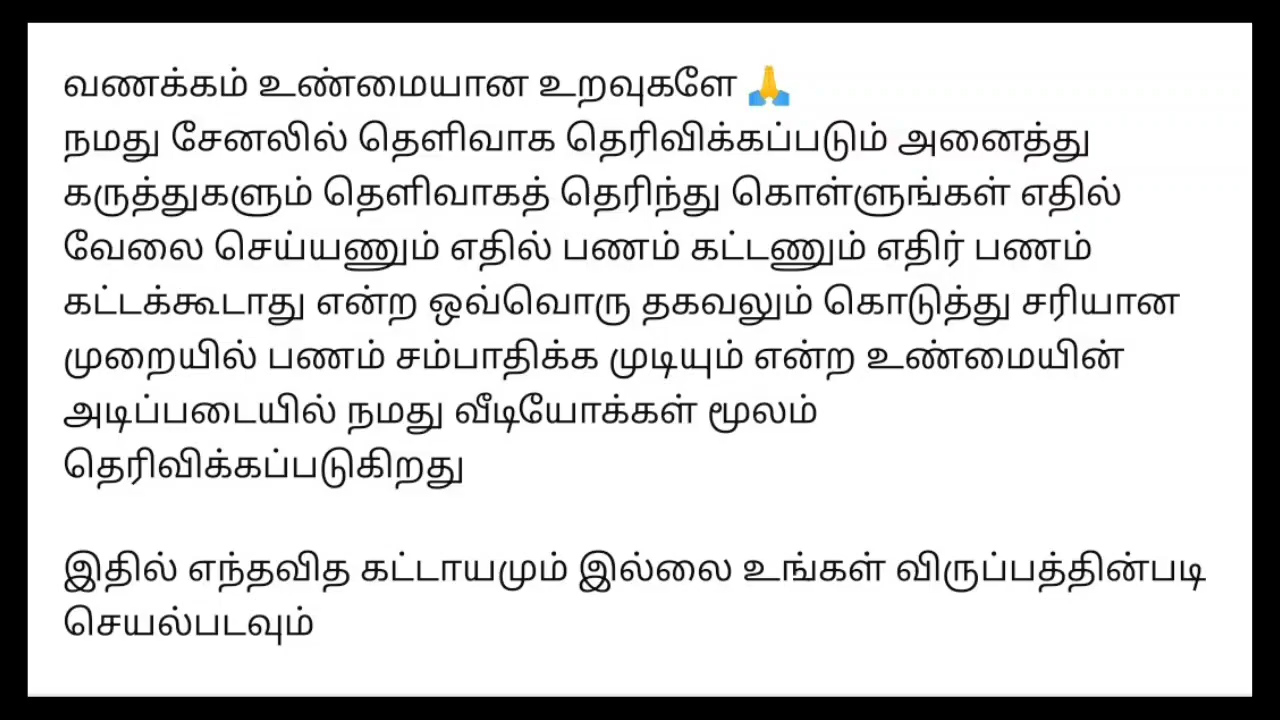 வணக்கம் உண்மையான உறவுகளே 🙏
நமது சேனலில் தெளிவாக தெரிவிக்கப்படும் அனைத்து
கருத்துகளும் தெளிவாகத் தெரிந்து கொள்ளுங்கள் எதில்
வேலை செய்யணும் எதில் பணம் கட்டணும் எதிர் பணம்
கட்டக்கூடாது என்ற ஒவ்வொரு தகவலும் கொடுத்து சரியான
முறையில் பணம் சம்பாதிக்க முடியும் என்ற உண்மையின்
அடிப்படையில் நமது வீடியோக்கள் மூலம்
தெரிவிக்கப்படுகிறது
இதில் எந்தவித கட்டாயமும் இல்லை உங்கள் விருப்பத்தின்படி
செயல்படவும்